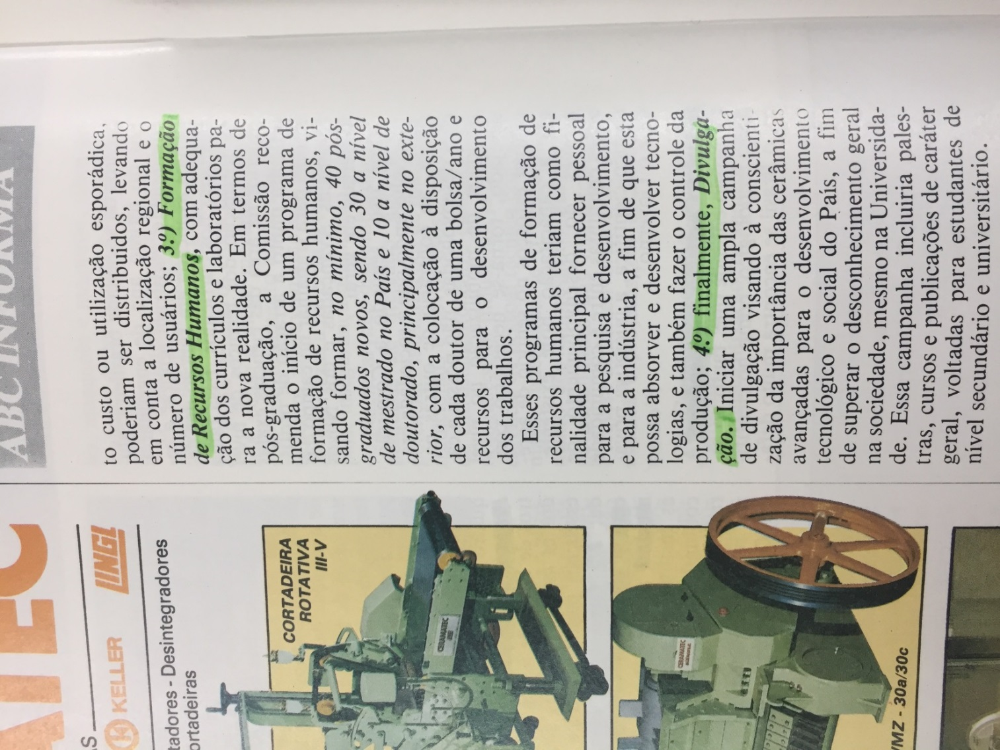 ABC INFORMA
to custo ou utilização esporádica,
poderiam ser distribuidos, levando
em conta a localização regional e o
número de usuários; 3.º) Formação
de Recursos Humanos, com adequa-
ção dos currículos e laboratórios pa-
ra a nova realidade. Em termos de
pós-graduação, a Comissão reco-
menda o início de um programa de
formação de recursos humanos, vi-
sando formar, no mínimo, 40 pós-
graduados novos, sendo 30 a nível
de mestrado no País e 10 a nível de
doutorado, principalmente no exte-
rior, com a colocação à disposição
de cada doutor de uma bolsa/ano e
recursos para o desenvolvimento
dos trabalhos.
Esses programas de formação de
recursos humanos teriam como fi-
nalidade principal fornecer pessoal
para a pesquisa e desenvolvimento,
e para a indústria, a fim de que esta
possa absorver e desenvolver tecno-
logias, e também fazer o controle da
produção; 4.º) finalmente, Divulga-
ção. Iniciar uma ampla campanha
de divulgação visando à conscienti-
zação da importância das cerâmicas
avançadas para o desenvolvimento
tecnológico e social do País, a fim
de superar o desconhecimento geral
na sociedade, mesmo na Universida-
de. Essa campanha incluiria pales-
tras, cursos e publicações de caráter
geral, voltadas para estudantes de
nível secundário e universitário.
ATEC
AS
KELLER
LINGL
tadores - Desintegradores
ortadeiras
CORTADEIRA
ROTATIVA
III-V
CERAMATEC
CERAMATEC
MZ - 30a/30c